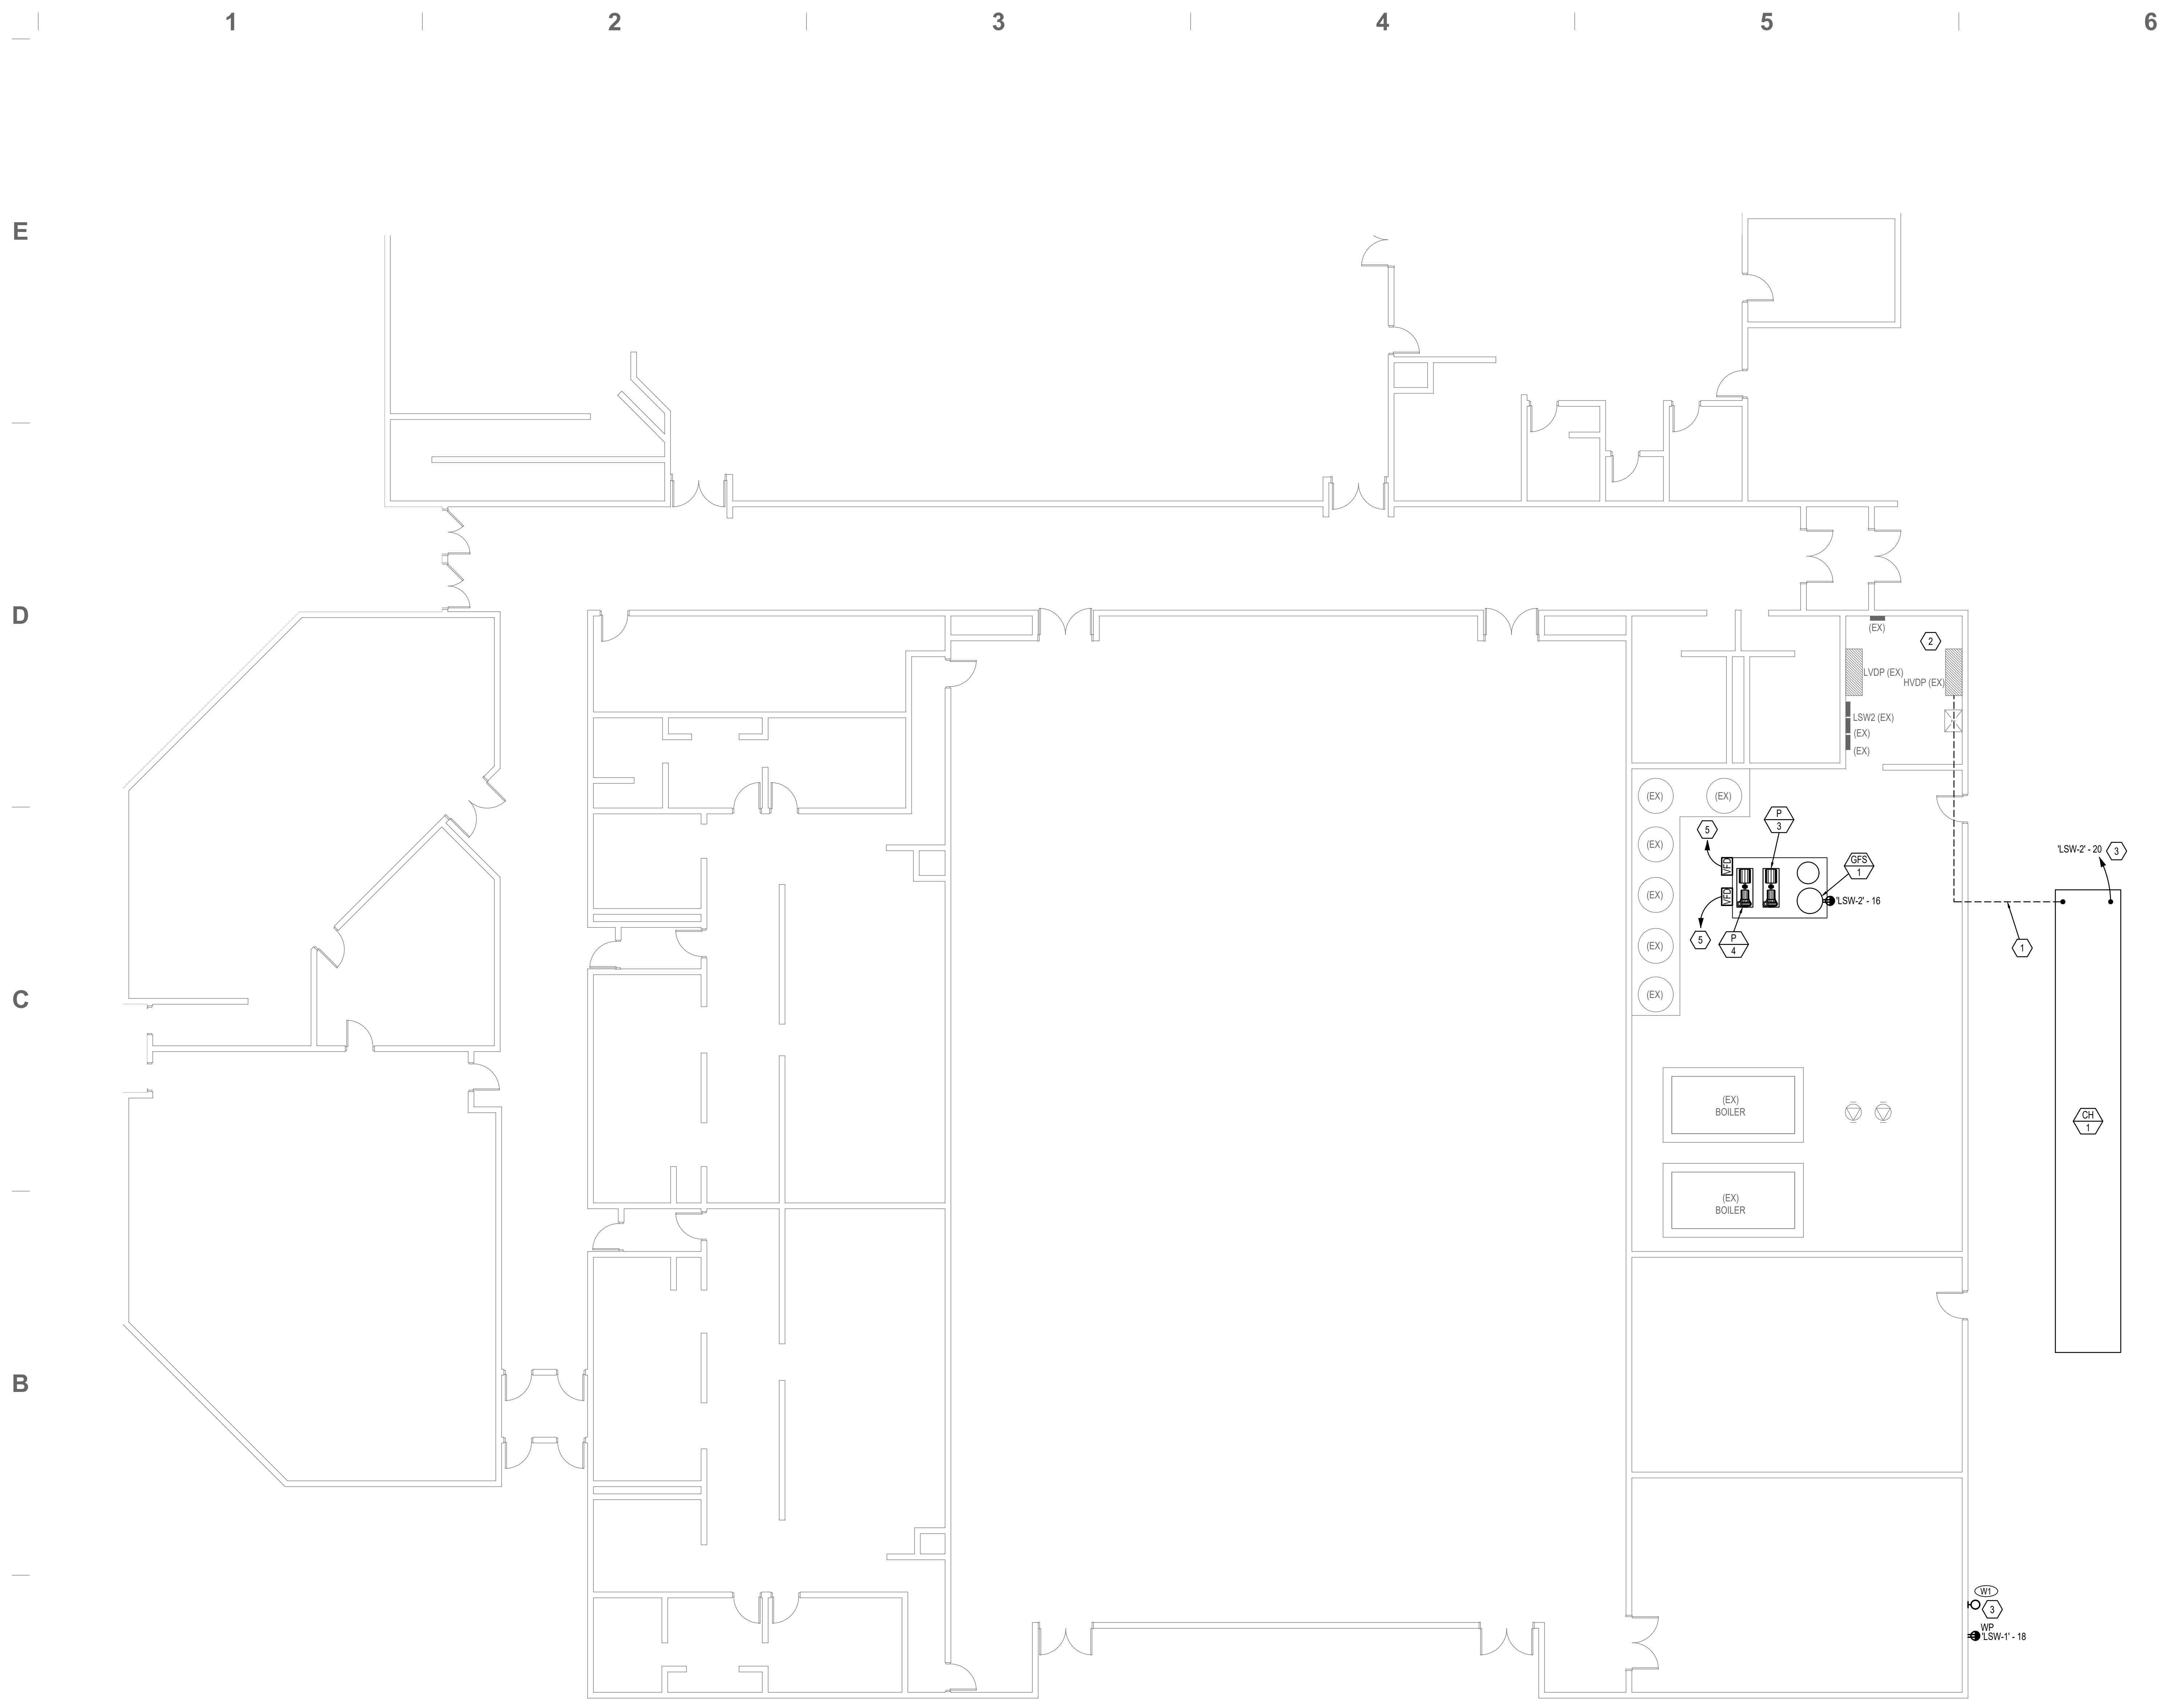 1 2 3 4 5 6
E
D
(EX)
2
LVDP (EX)
HVDP (EX)
LSW2 (EX)
(EX)
(EX)
(EX) (EX)
P
3
5
(EX)
VFD
GFS
1
'LSW-2' - 20 3
(EX)
VFD
'LSW-2' - 16
5
P
4
(EX)
1
C
(EX)
(EX)
BOILER
CH
1
(EX)
BOILER
B
W1
3
WP
'LSW-1' - 18